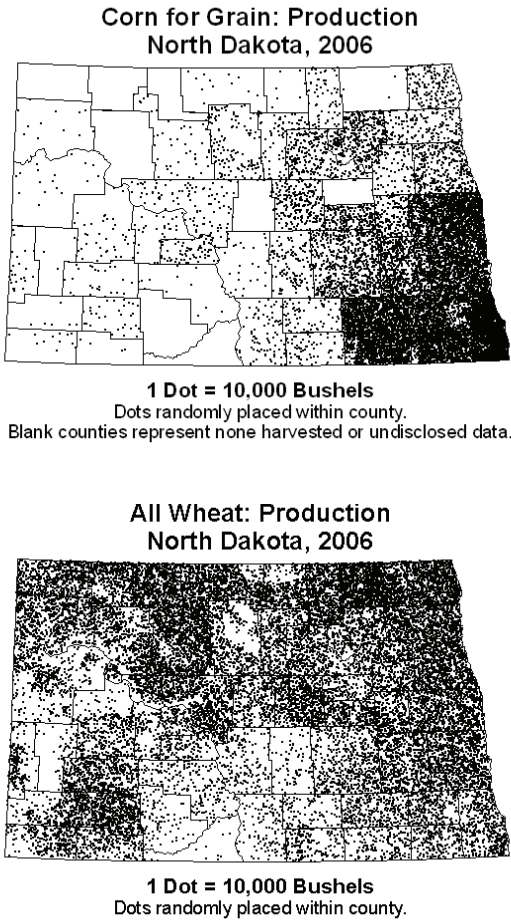 Corn for Grain: Production
North Dakota, 2006
1 Dot = 10,000 Bushels
Dots randomly placed within county.
Blank counties represent none harvested or undisclosed data.
All Wheat: Production
North Dakota, 2006
1 Dot = 10,000 Bushels
Dots randomly placed within county.